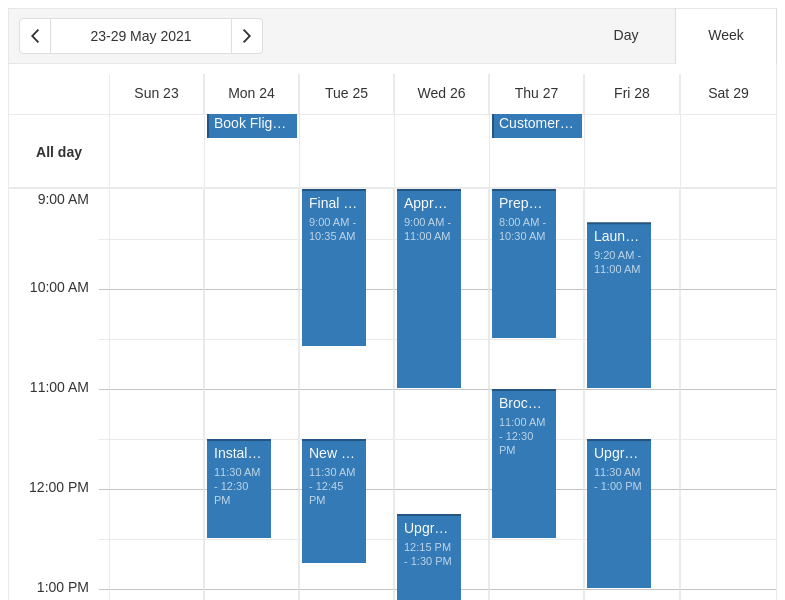 23-29 May 2021
Day
Week
Sun 23
Mon 24
Tue 25
Wed 26
Thu 27
Fri 28
Sat 29
All day
Book Flig…
Customer…
9:00 AM
10:00 AM
11:00 AM
12:00 PM
1:00 PM
Instal…
11:30 AM
- 12:30
PM
Final …
9:00 AM -
10:35 AM
New …
11:30 AM
- 12:45
PM
Appr…
9:00 AM -
11:00 AM
Upgr…
12:15 PM
- 1:30 PM
Prep…
8:00 AM -
10:30 AM
Broc…
11:00 AM
- 12:30
PM
Laun…
9:20 AM -
11:00 AM
Upgr…
11:30 AM
- 1:00 PM